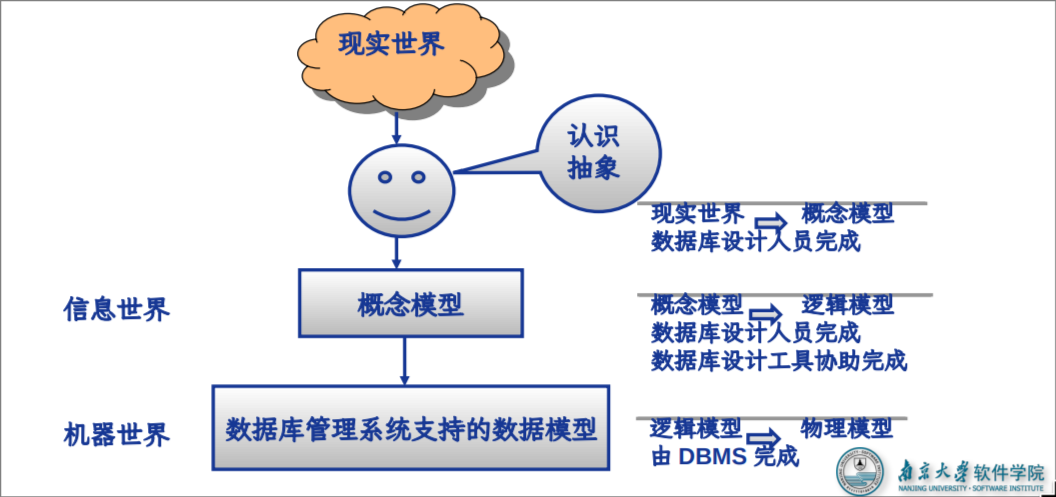 现实世界
认识
抽象
现实世界 概念模型
数据库设计人员完成
信息世界
概念模型
概念模型 逻辑模型
数据库设计人员完成
数据库设计工具协助完成
机器世界
数据库管理系统支持的数据模型
逻辑模型 物理模型
由 DBMS 完成
南京大学软件学院
NANJING UNIVERSITY · SOFTWARE INSTITUTE